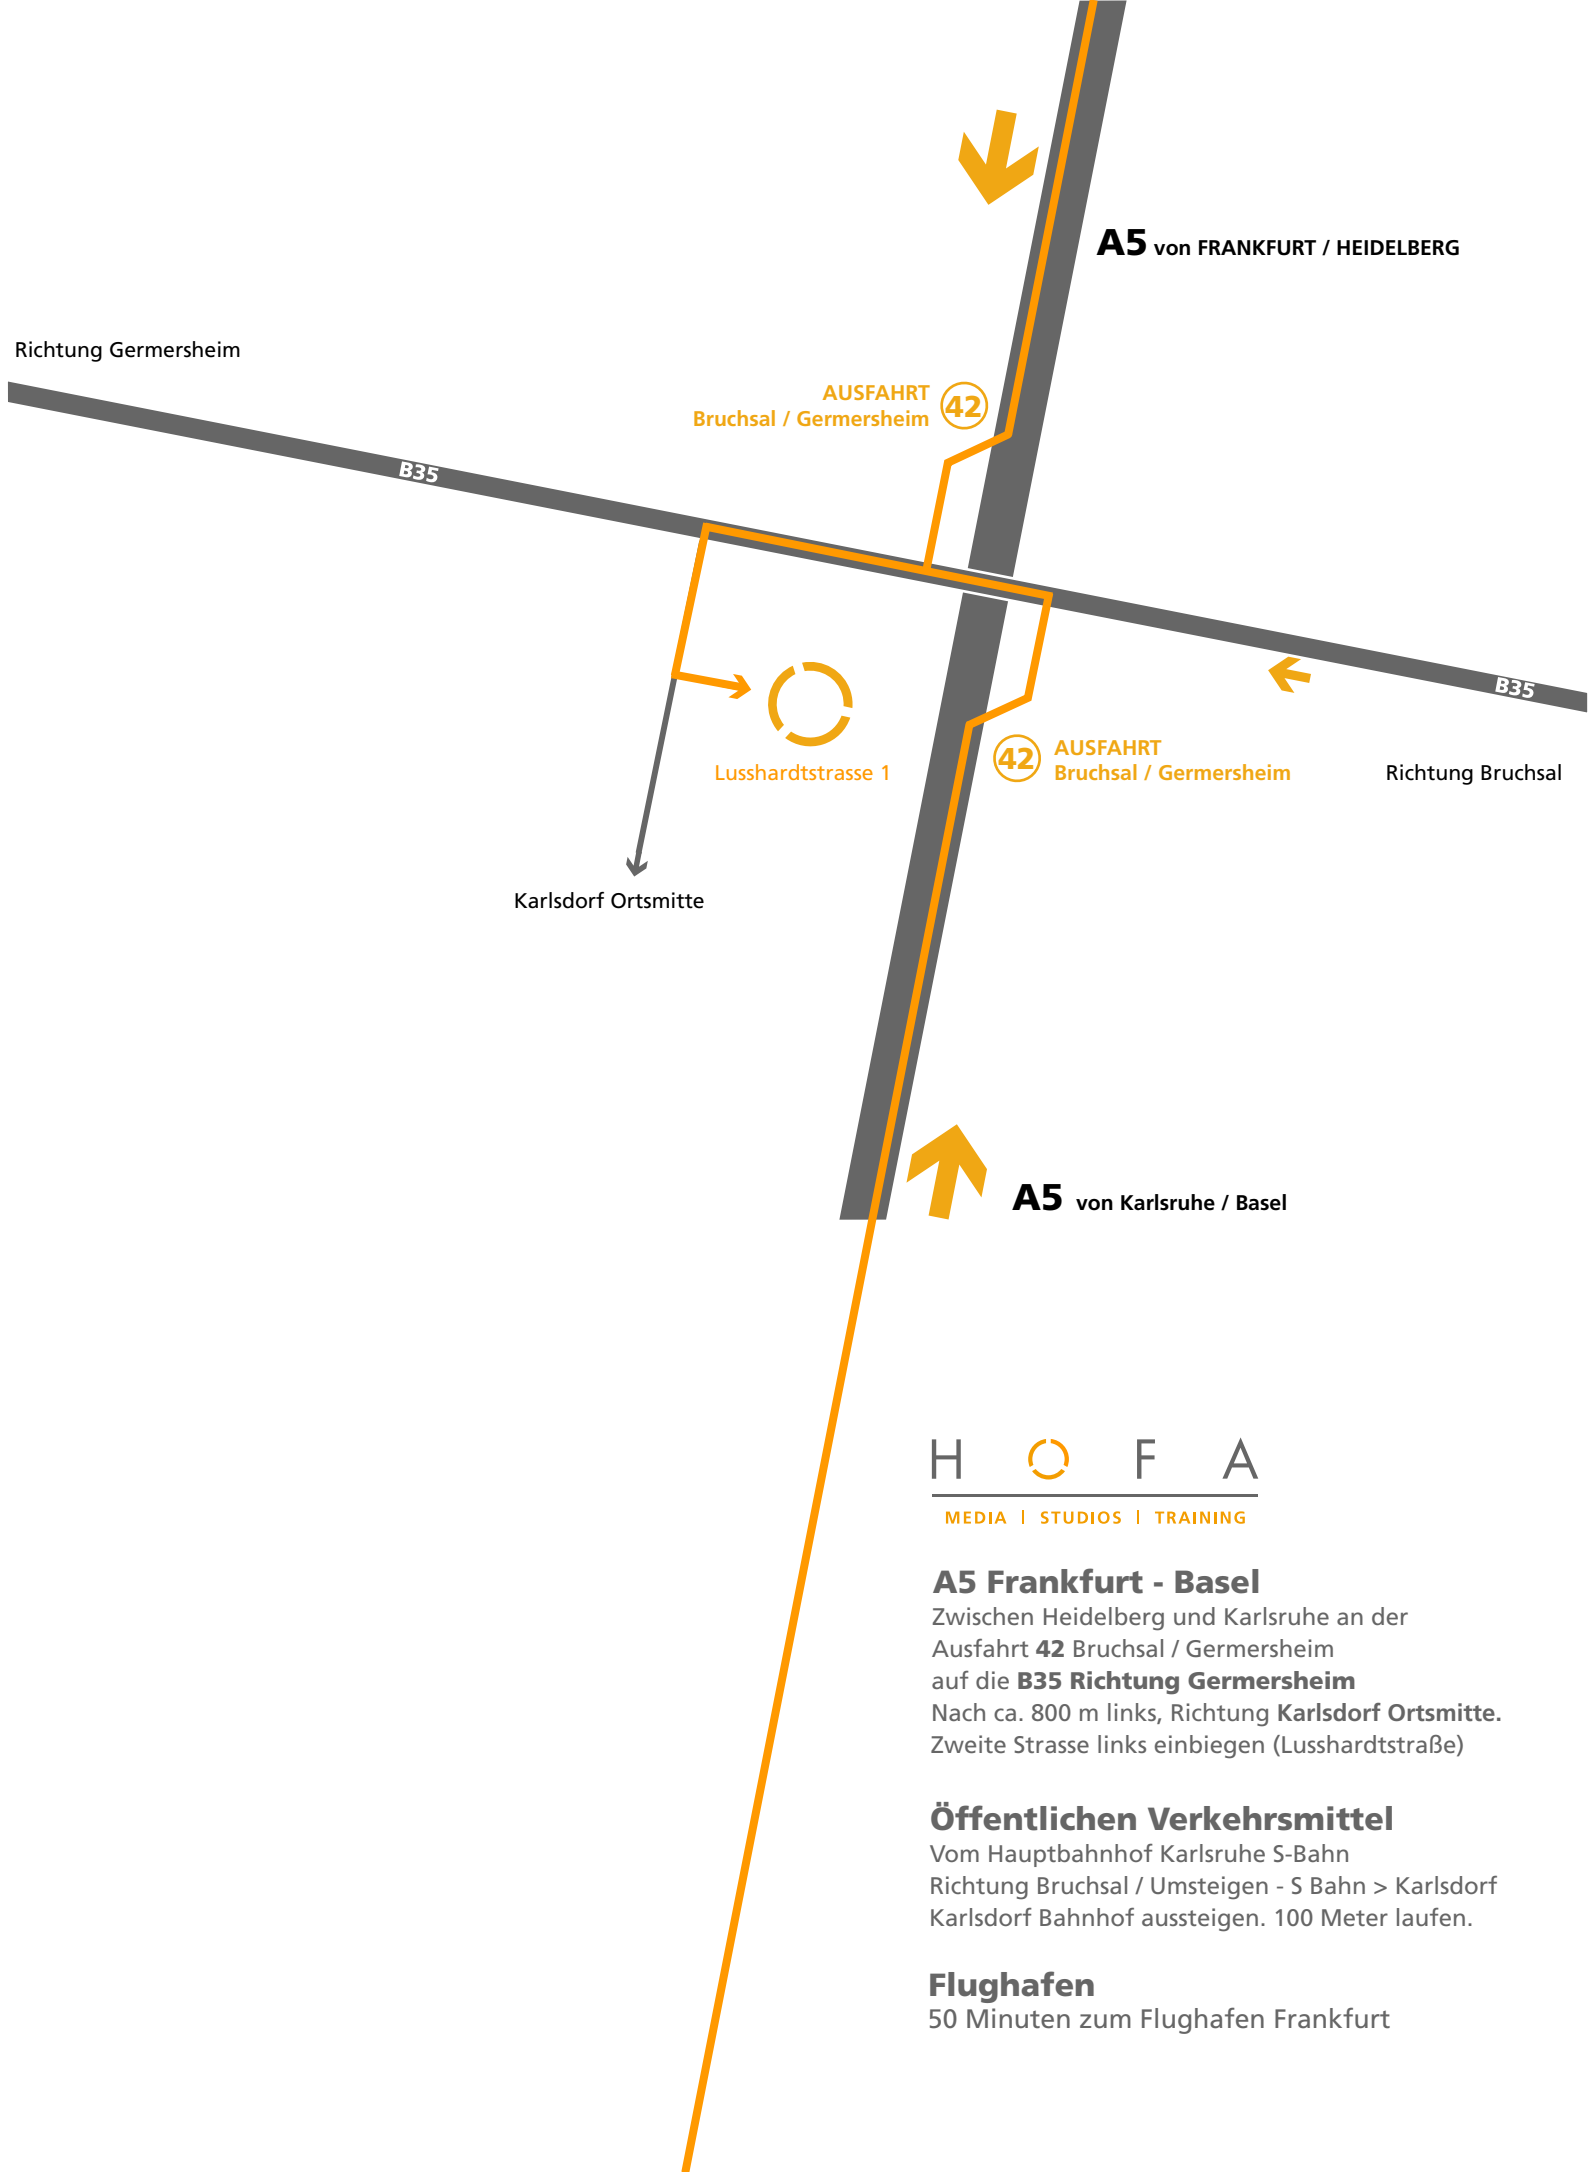 A5 von FRANKFURT / HEIDELBERG
Richtung Germersheim
AUSFAHRT
Bruchsal / Germersheim
42
B35
B35
42
AUSFAHRT
Bruchsal / Germersheim
Lusshardtstrasse 1
Richtung Bruchsal
Karlsdorf Ortsmitte
A5 von Karlsruhe / Basel
HOFA
MEDIA | STUDIOS | TRAINING
A5 Frankfurt - Basel
Zwischen Heidelberg und Karlsruhe an der
Ausfahrt 42 Bruchsal / Germersheim
auf die B35 Richtung Germersheim
Nach ca. 800 m links, Richtung Karlsdorf Ortsmitte.
Zweite Strasse links einbiegen (Lusshardtstraße)
Öffentlichen Verkehrsmittel
Vom Hauptbahnhof Karlsruhe S-Bahn
Richtung Bruchsal / Umsteigen - S Bahn > Karlsdorf
Karlsdorf Bahnhof aussteigen. 100 Meter laufen.
Flughafen
50 Minuten zum Flughafen Frankfurt